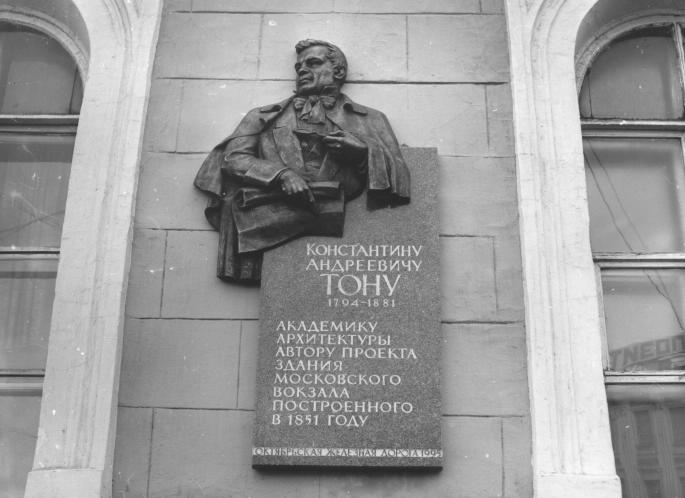 КОНСТАНТИНУ
АНДРЕЕВИЧУ
ТОНУ
1794-1881
АКАДЕМИКУ
АРХИТЕКТУРЫ
АВТОРУ ПРОЕКТА
ЗДАНИЯ
МОСКОВСКОГО
ВОКЗАЛА
ПОСТРОЕННОГО
В 1851 ГОДУ
ОКТЯБРЬСКАЯ ЖЕЛЕЗНАЯ ДОРОГА 1995